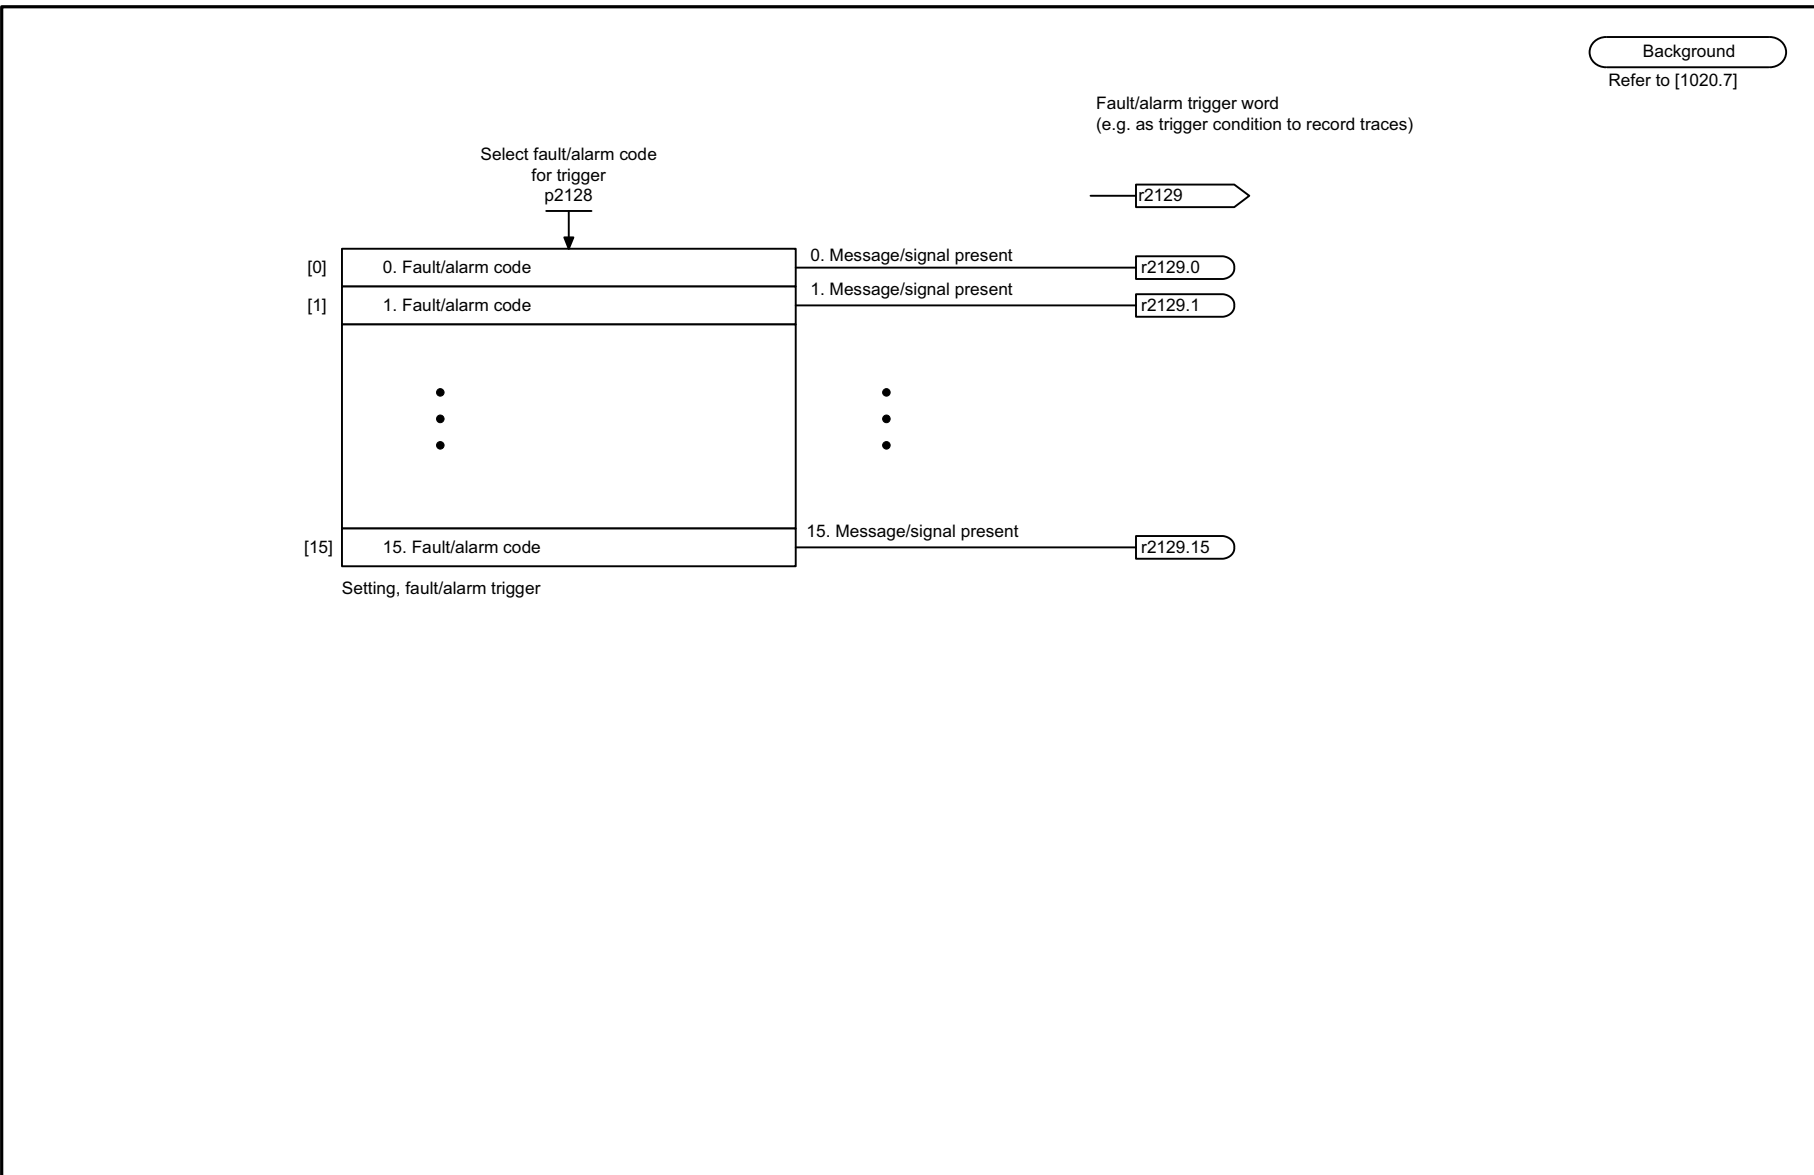 Background
Refer to [1020.7]
Fault/alarm trigger word
(e.g. as trigger condition to record traces)
Select fault/alarm code
for trigger
p2128
r2129
[0] 0. Fault/alarm code 0. Message/signal present r2129.0
[1] 1. Fault/alarm code 1. Message/signal present r2129.1
[15] 15. Fault/alarm code 15. Message/signal present r2129.15
Setting, fault/alarm trigger